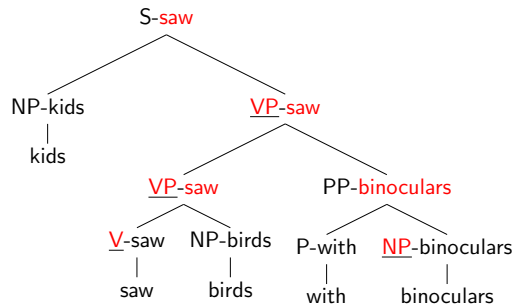 S-saw
NP-kids VP-saw
kids
VP-saw PP-binoculars
V-saw NP-birds P-with NP-binoculars
saw birds with binoculars